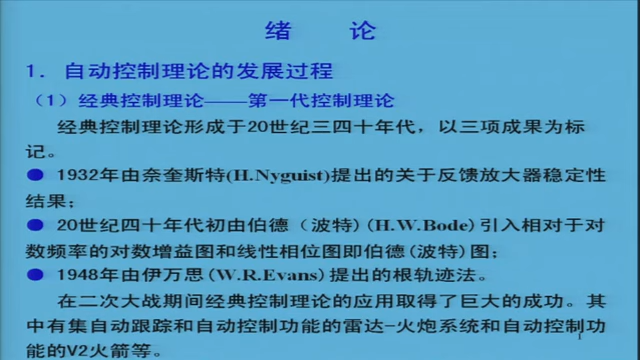 绪 论
1. 自动控制理论的发展过程
(1) 经典控制理论——第一代控制理论
经典控制理论形成于20世纪三四十年代，以三项成果为标
记。
● 1932年由奈奎斯特(H.Nyguist)提出的关于反馈放大器稳定性
结果；
● 20世纪四十年代初由伯德（波特）(H.W.Bode)引入相对于对
数频率的对数增益图和线性相位图即伯德(波特)图；
● 1948年由伊万思(W.R.Evans)提出的根轨迹法。
在二次大战期间经典控制理论的应用取得了巨大的成功。其
中有集自动跟踪和自动控制功能的雷达-火炮系统和自动控制功
能的V2火箭等。
1